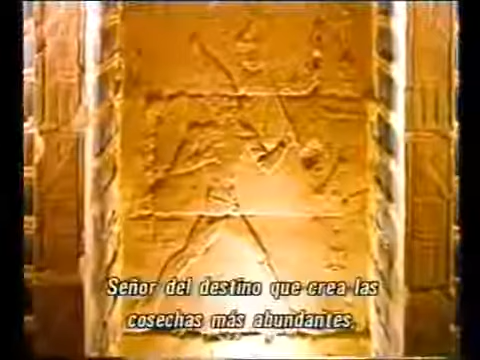 Señor del destino que crea las
cosechas más abundantes.